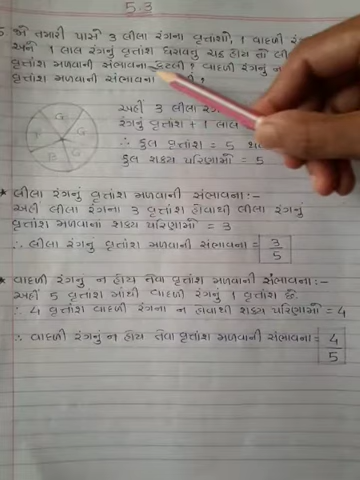 5.3
જો તમારી પાસે 3 લીલા રંગના વૃત્તાંશો, 1 વાદળી રંગ
અને 1 લાલ રંગનું વૃત્તાંશ ધરાવતું ચક્ર હોય તો લી
વૃત્તાંશ મળવાની સંભાવના કેટલી? વાદળી રંગનું ન
વૃત્તાંશ મળવાની સંભાવના
G
G
G
B
R
અહીં 3 લીલા રં
રંગનું વૃત્તાંશ + 1 લાલ
∴ કુલ વૃત્તાંશ = 5 થ
કુલ શક્ય પરિણામો = 5
★ લીલા રંગનું વૃત્તાંશ મળવાની સંભાવના :-
અહીં લીલા રંગના 3 વૃત્તાંશ હોવાથી લીલા રંગનું
વૃત્તાંશ મળવાનાં શક્ય પરિણામો = 3
∴ લીલા રંગનું વૃત્તાંશ મળવાની સંભાવના = 3/5
★ વાદળી રંગનું ન હોય તેવા વૃત્તાંશ મળવાની સંભાવના :-
અહીં 5 વૃત્તાંશ માંથી વાદળી રંગનું 1 વૃત્તાંશ છે.
∴ 4 વૃત્તાંશ વાદળી રંગના ન હોવાથી શક્ય પરિણામો = 4
∴ વાદળી રંગનું ન હોય તેવા વૃત્તાંશ મળવાની સંભાવના = 4/5